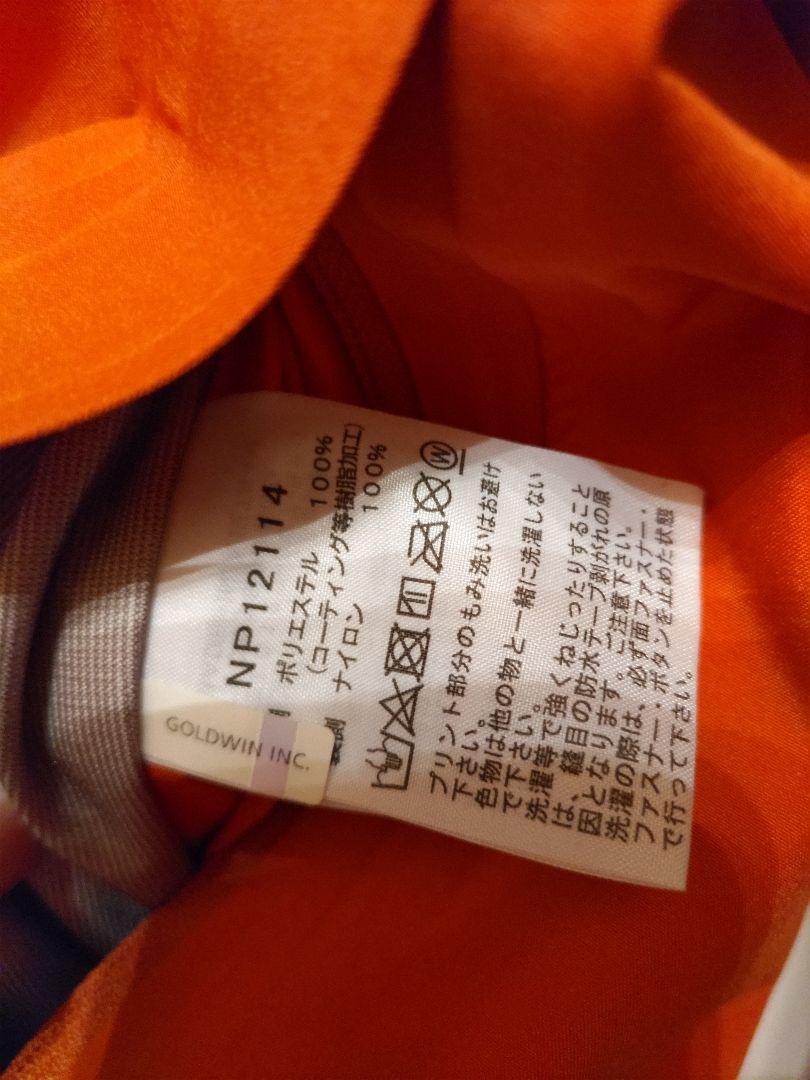 NP12114
ポリエステル 100%
(コーティング等樹脂加工)
ナイロン 100%
プリント部分のもみ洗いはお避け
下さい。
色物は他の物と一緒に洗濯しない
で下さい。
洗濯等で強くねじったりすること
は、縫目の防水テープ剥がれの原
因となります。ご注意下さい。
洗濯の際は、必ず面ファスナー・
ファスナー・ボタンを止めた状態
で行って下さい。
W
GOLDWIN INC.